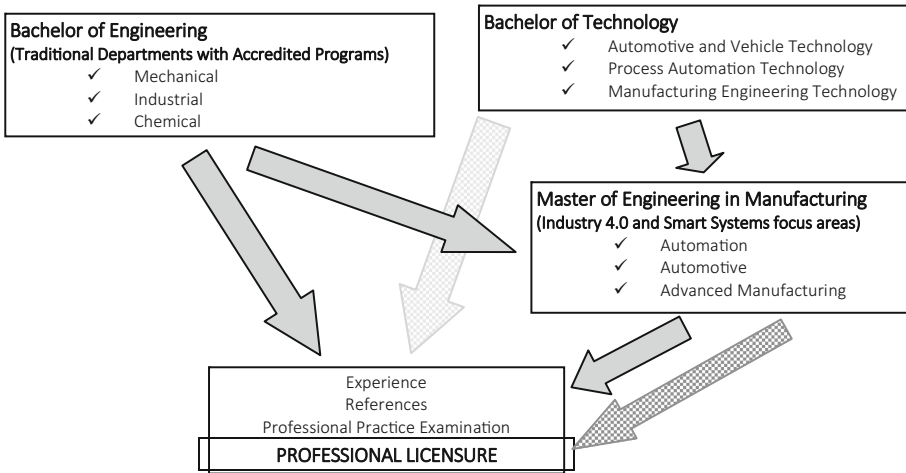 Bachelor of Engineering
(Traditional Departments with Accredited Programs)
✓ Mechanical
✓ Industrial
✓ Chemical
Bachelor of Technology
✓ Automotive and Vehicle Technology
✓ Process Automation Technology
✓ Manufacturing Engineering Technology
Master of Engineering in Manufacturing
(Industry 4.0 and Smart Systems focus areas)
✓ Automation
✓ Automotive
✓ Advanced Manufacturing
Experience
References
Professional Practice Examination
PROFESSIONAL LICENSURE